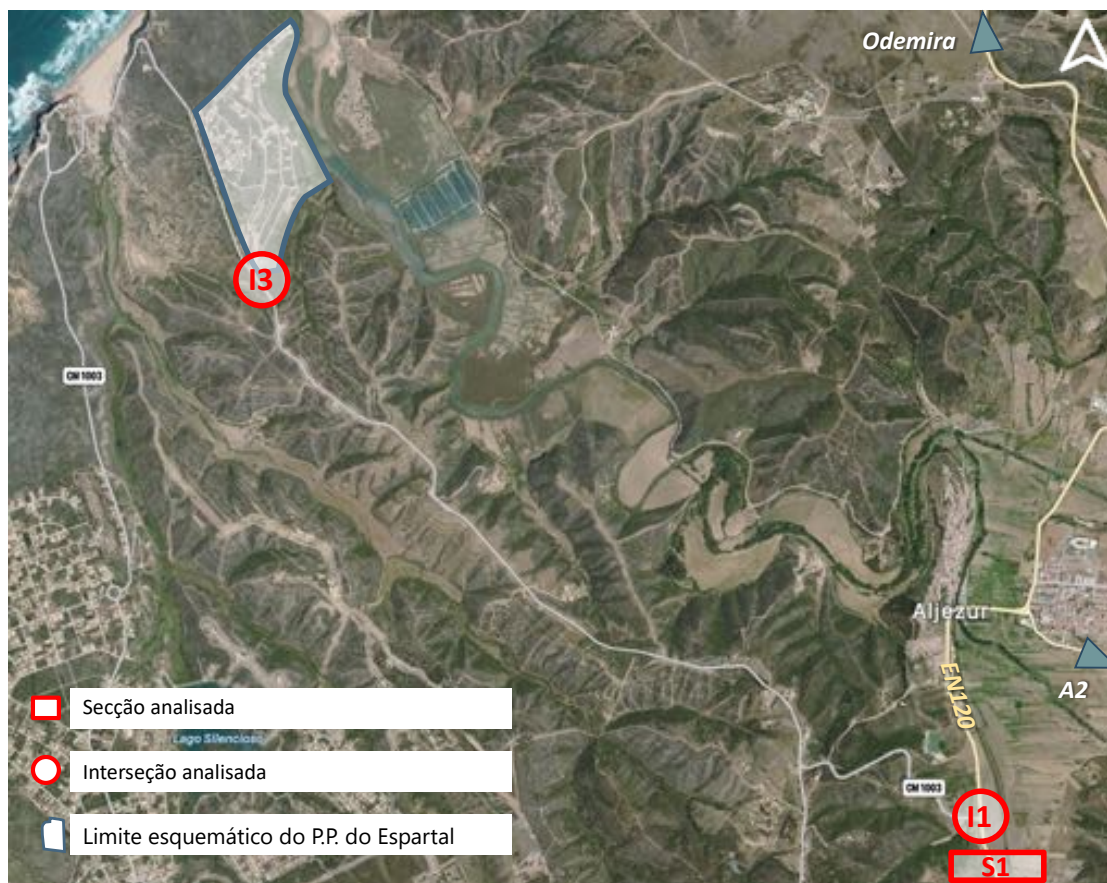 Odemira
I3
CM 1003
Aljezur
A2
EN120
Secção analisada
Lago Silencioso
Interseção analisada
CM 1003
I1
Limite esquemático do P.P. do Espartal
S1